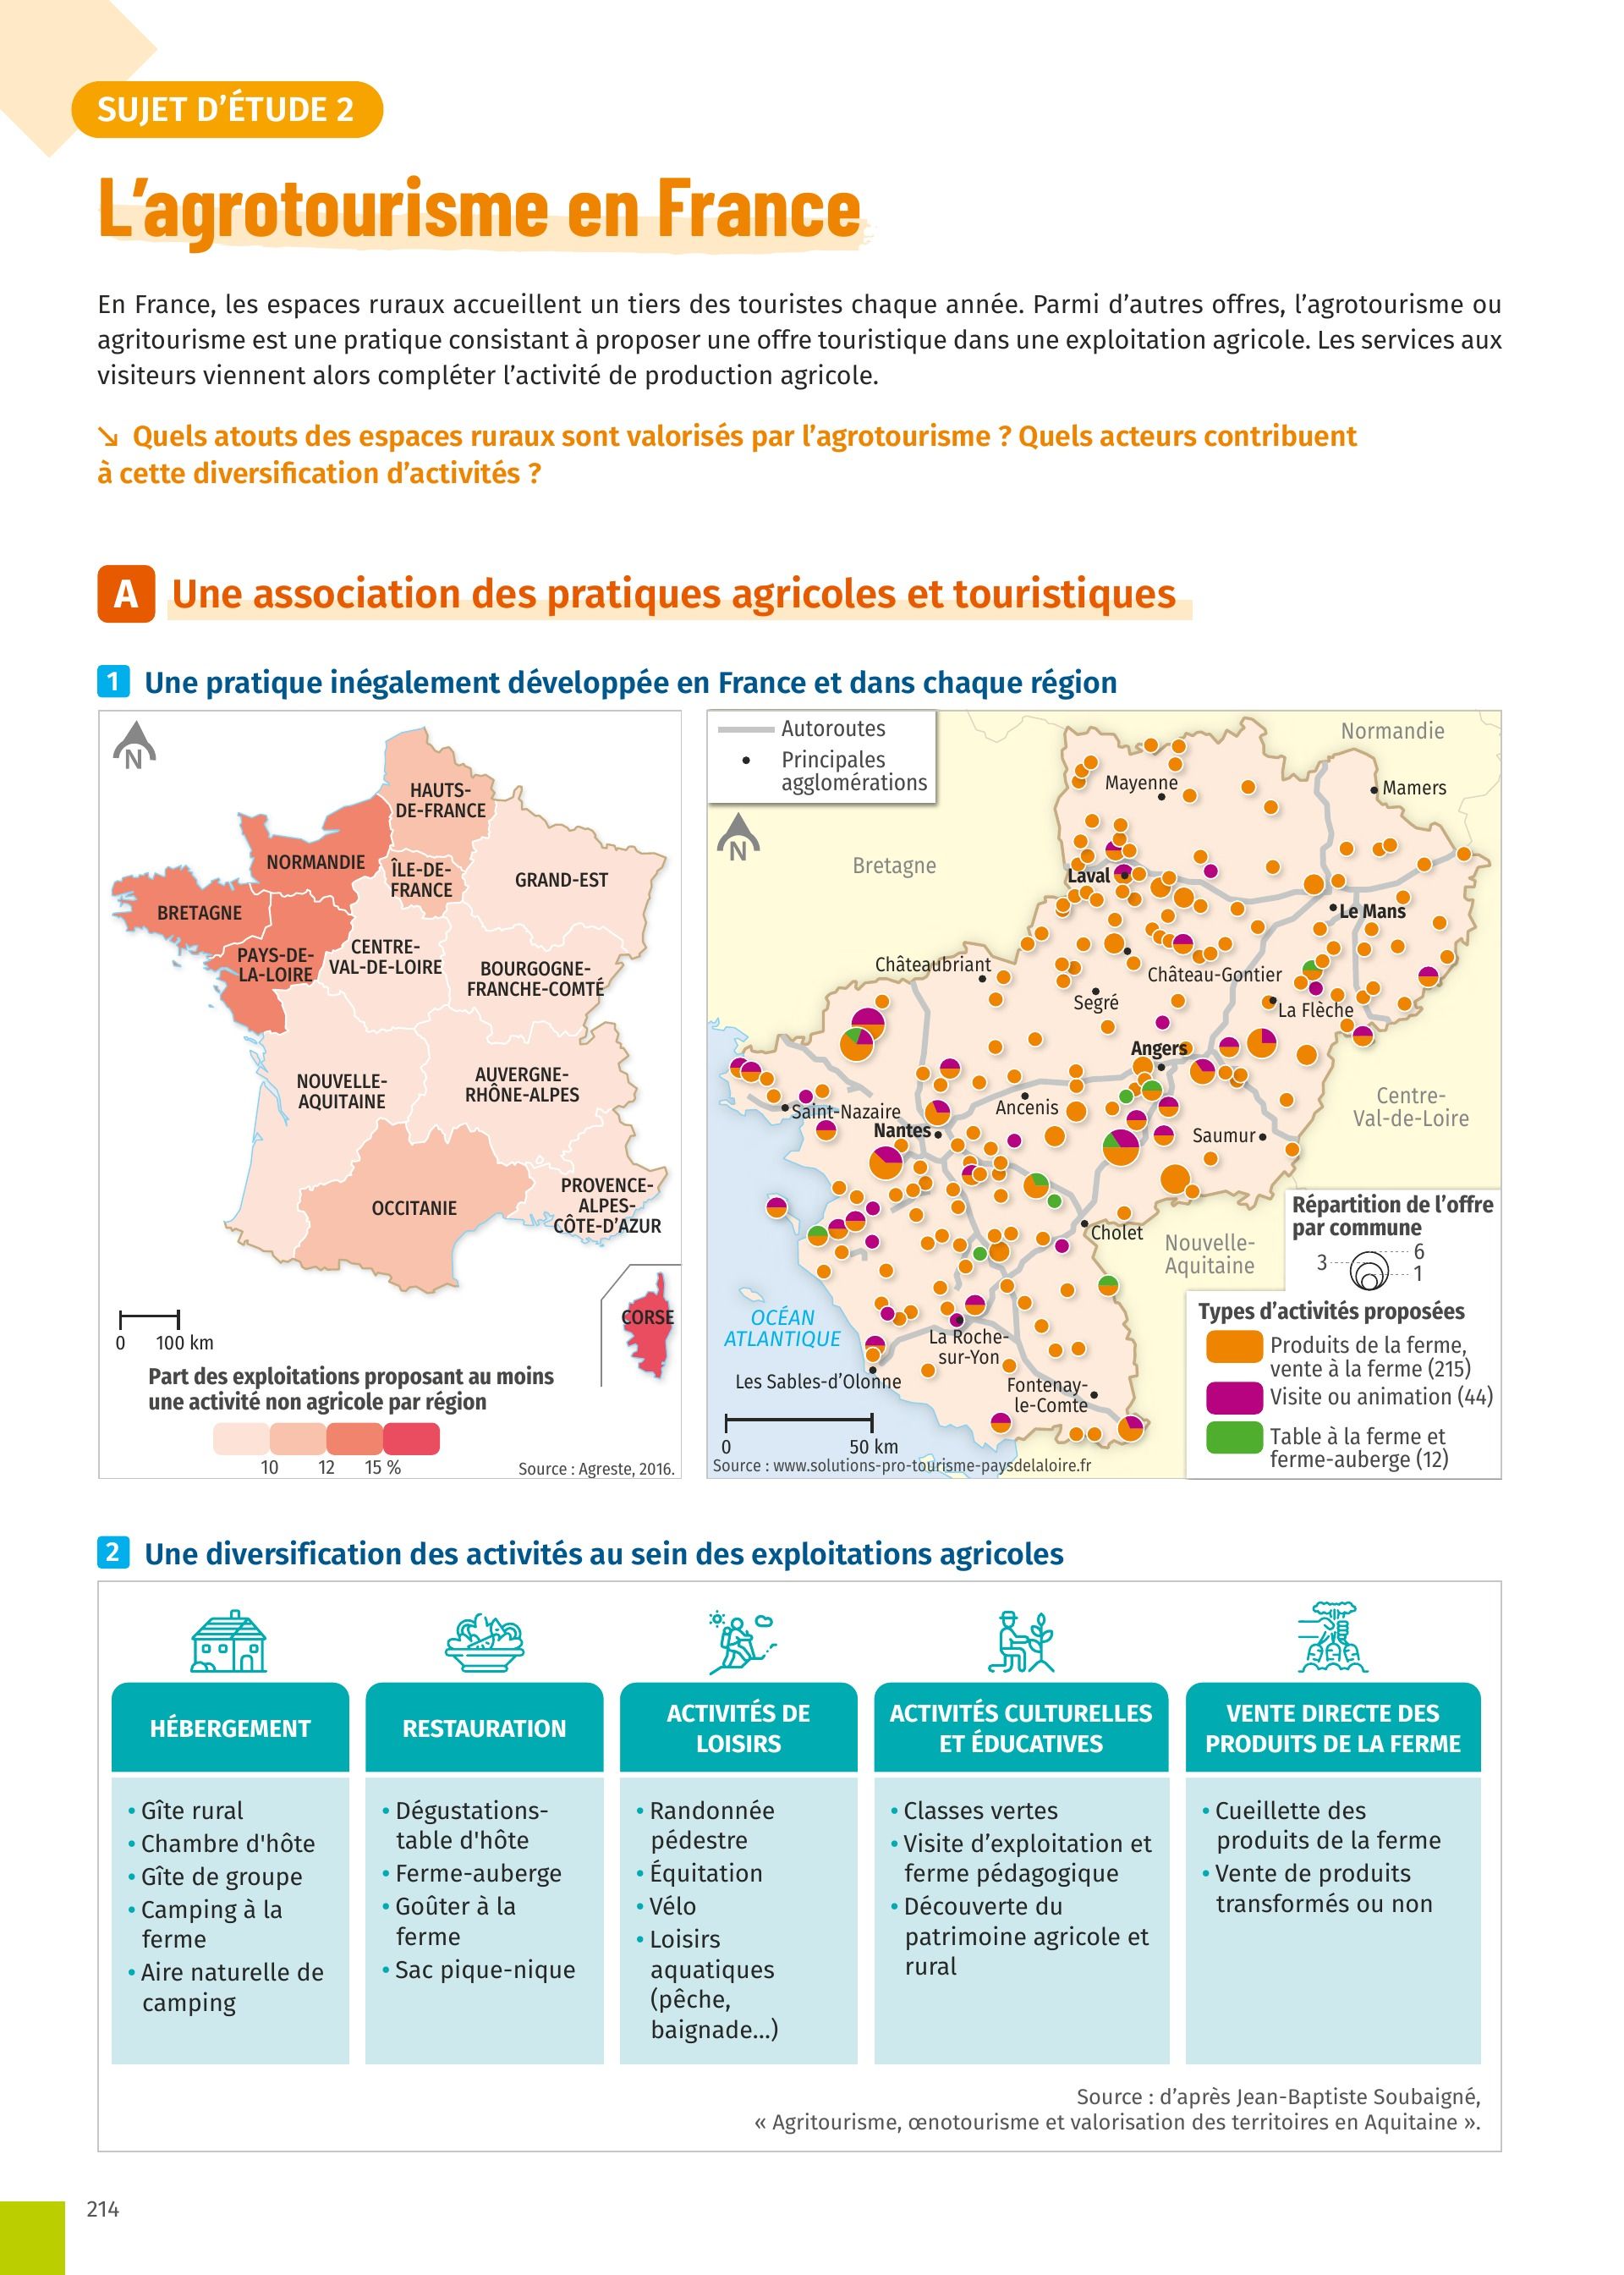 SUJET D'ÉTUDE 2
L'agrotourisme en France
En France, les espaces ruraux accueillent un tiers des touristes chaque année. Parmi d'autres offres, l'agrotourisme ou
agritourisme est une pratique consistant à proposer une offre touristique dans une exploitation agricole. Les services aux
visiteurs viennent alors compléter l'activité de production agricole.
↘ Quels atouts des espaces ruraux sont valorisés par l'agrotourisme ? Quels acteurs contribuent
à cette diversification d'activités ?
A Une association des pratiques agricoles et touristiques
1 Une pratique inégalement développée en France et dans chaque région
N
HAUTS-
DE-FRANCE
NORMANDIE
ÎLE-DE-
FRANCE
GRAND-EST
BRETAGNE
PAYS-DE-
LA-LOIRE
CENTRE-
VAL-DE-LOIRE
BOURGOGNE-
FRANCHE-COMTÉ
NOUVELLE-
AQUITAINE
AUVERGNE-
RHÔNE-ALPES
OCCITANIE
PROVENCE-
ALPES-
CÔTE-D'AZUR
CORSE
0 100 km
Part des exploitations proposant au moins
une activité non agricole par région
10 12 15 %
Source : Agreste, 2016.
Autoroutes
Principales
agglomérations
N
Normandie
Mayenne
Mamers
Bretagne
Laval
Le Mans
Châteaubriant
Château-Gontier
Segré
La Flèche
Angers
Centre-
Val-de-Loire
Saint-Nazaire
Ancenis
Nantes
Saumur
Cholet
Nouvelle-
Aquitaine
OCÉAN
ATLANTIQUE
La Roche-
sur-Yon
Les Sables-d'Olonne
Fontenay-
le-Comte
0 50 km
Source : www.solutions-pro-tourisme-paysdelaloire.fr
Répartition de l'offre
par commune
3 6
1
Types d'activités proposées
Produits de la ferme,
vente à la ferme (215)
Visite ou animation (44)
Table à la ferme et
ferme-auberge (12)
2 Une diversification des activités au sein des exploitations agricoles
HÉBERGEMENT
• Gîte rural
• Chambre d'hôte
• Gîte de groupe
• Camping à la
ferme
• Aire naturelle de
camping
RESTAURATION
• Dégustations-
table d'hôte
• Ferme-auberge
• Goûter à la
ferme
• Sac pique-nique
ACTIVITÉS DE
LOISIRS
• Randonnée
pédestre
• Équitation
• Vélo
• Loisirs
aquatiques
(pêche,
baignade...)
ACTIVITÉS CULTURELLES
ET ÉDUCATIVES
• Classes vertes
• Visite d'exploitation et
ferme pédagogique
• Découverte du
patrimoine agricole et
rural
VENTE DIRECTE DES
PRODUITS DE LA FERME
• Cueillette des
produits de la ferme
• Vente de produits
transformés ou non
Source : d'après Jean-Baptiste Soubaigné,
« Agritourisme, œnotourisme et valorisation des territoires en Aquitaine ».
214